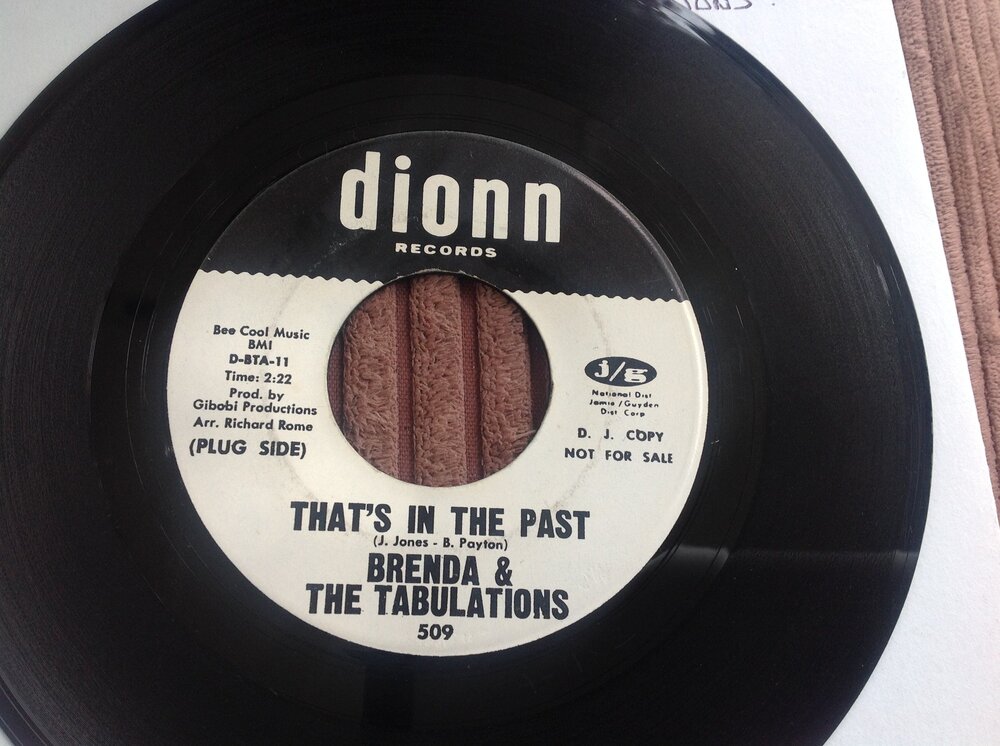 dionn
RECORDS
Bee Cool Music
BMI
D-BTA-11
Time: 2:22
Prod. by
Gibobi Productions
Arr. Richard Rome
(PLUG SIDE)
j/g
National Dist
Jamie/Guyden
Dist Corp
D. J. COPY
NOT FOR SALE
THAT'S IN THE PAST
(J. Jones - B. Payton)
BRENDA &
THE TABULATIONS
509